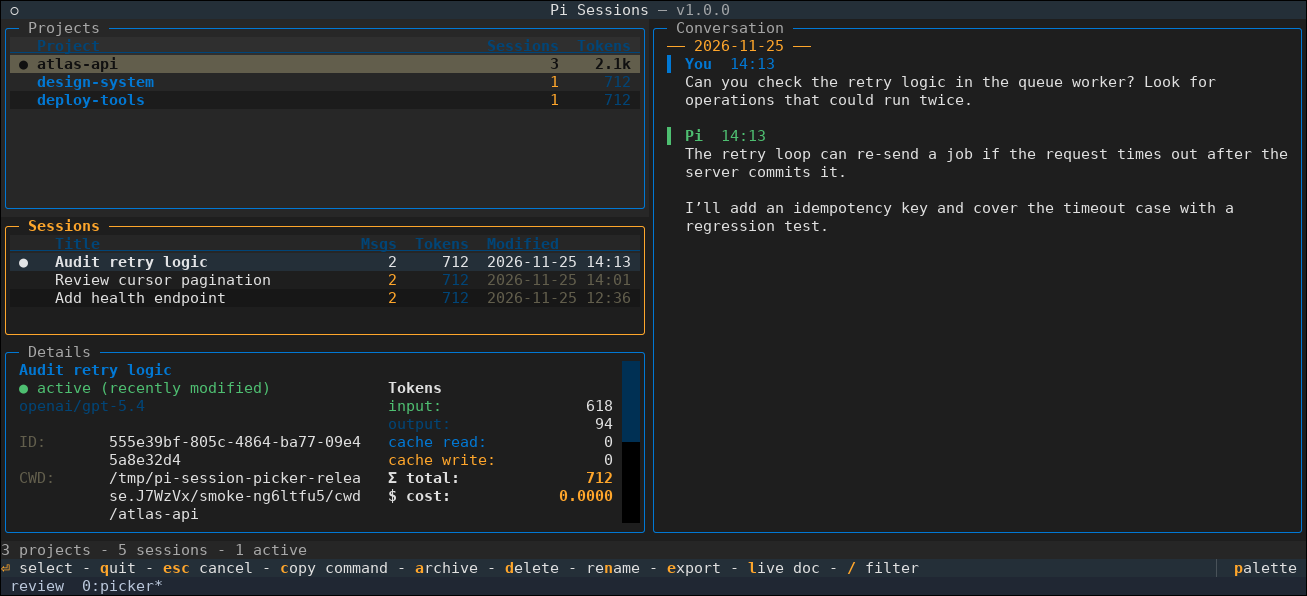 Pi Sessions — v1.0.0
Projects
Project Sessions Tokens
● atlas-api 3 2.1k
design-system 1 712
deploy-tools 1 712
Sessions
Title Msgs Tokens Modified
● Audit retry logic 2 712 2026-11-25 14:13
Review cursor pagination 2 712 2026-11-25 14:01
Add health endpoint 2 712 2026-11-25 12:36
Details
Audit retry logic
● active (recently modified)
openai/gpt-5.4
ID: 555e39bf-805c-4864-ba77-09e4
5a8e32d4
CWD: /tmp/pi-session-picker-relea
se.J7WzVx/smoke-ng6ltfu5/cwd
/atlas-api
Tokens
input: 618
output: 94
cache read: 0
cache write: 0
Σ total: 712
$ cost: 0.0000
Conversation
── 2026-11-25 ──
You 14:13
Can you check the retry logic in the queue worker? Look for
operations that could run twice.
Pi 14:13
The retry loop can re-send a job if the request times out after the
server commits it.
I’ll add an idempotency key and cover the timeout case with a
regression test.
3 projects - 5 sessions - 1 active
⏎ select - quit - esc cancel - copy command - archive - delete - rename - export - live doc - / filter palette
review 0:picker*